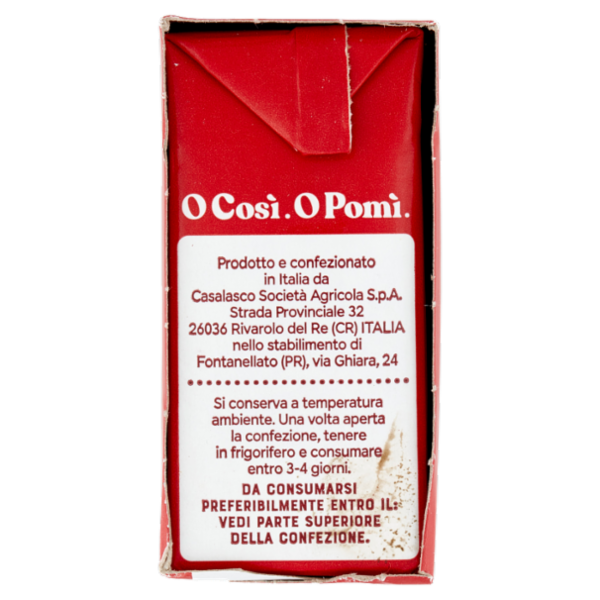 O Così. O Pomì.
Prodotto e confezionato
in Italia da
Casalasco Società Agricola S.p.A.
Strada Provinciale 32
26036 Rivarolo del Re (CR) ITALIA
nello stabilimento di
Fontanellato (PR), via Ghiara, 24
Si conserva a temperatura
ambiente. Una volta aperta
la confezione, tenere
in frigorifero e consumare
entro 3-4 giorni.
DA CONSUMARSI
PREFERIBILMENTE ENTRO IL:
VEDI PARTE SUPERIORE
DELLA CONFEZIONE.